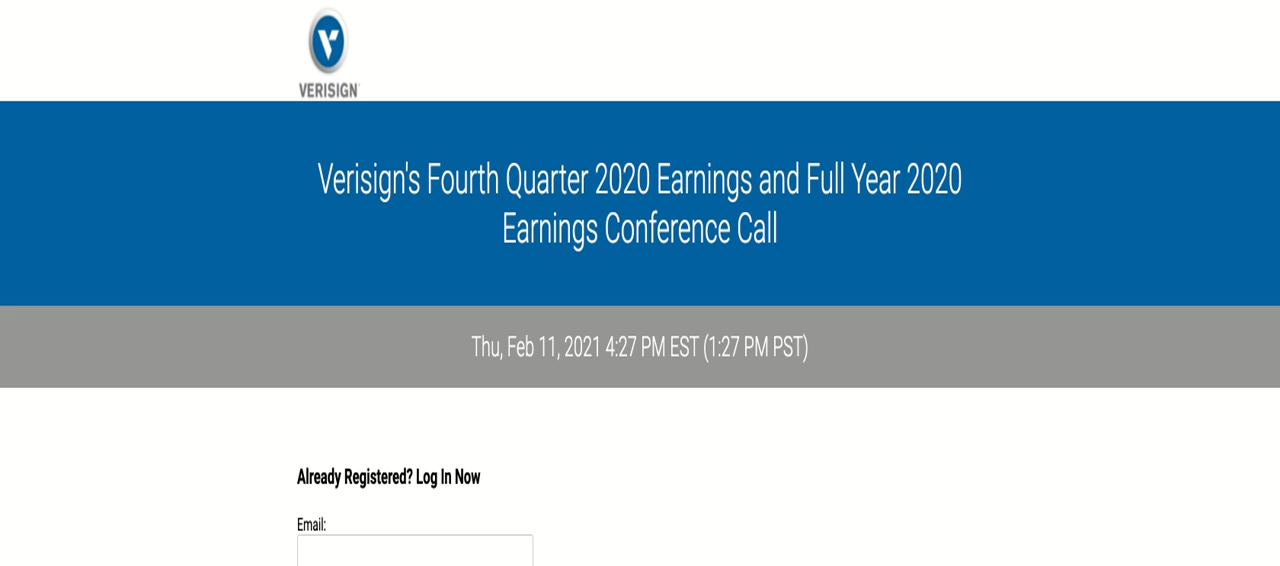 VERISIGN
Verisign's Fourth Quarter 2020 Earnings and Full Year 2020
Earnings Conference Call
Thu, Feb 11, 2021 4:27 PM EST (1:27 PM PST)
Already Registered? Log In Now
Email: